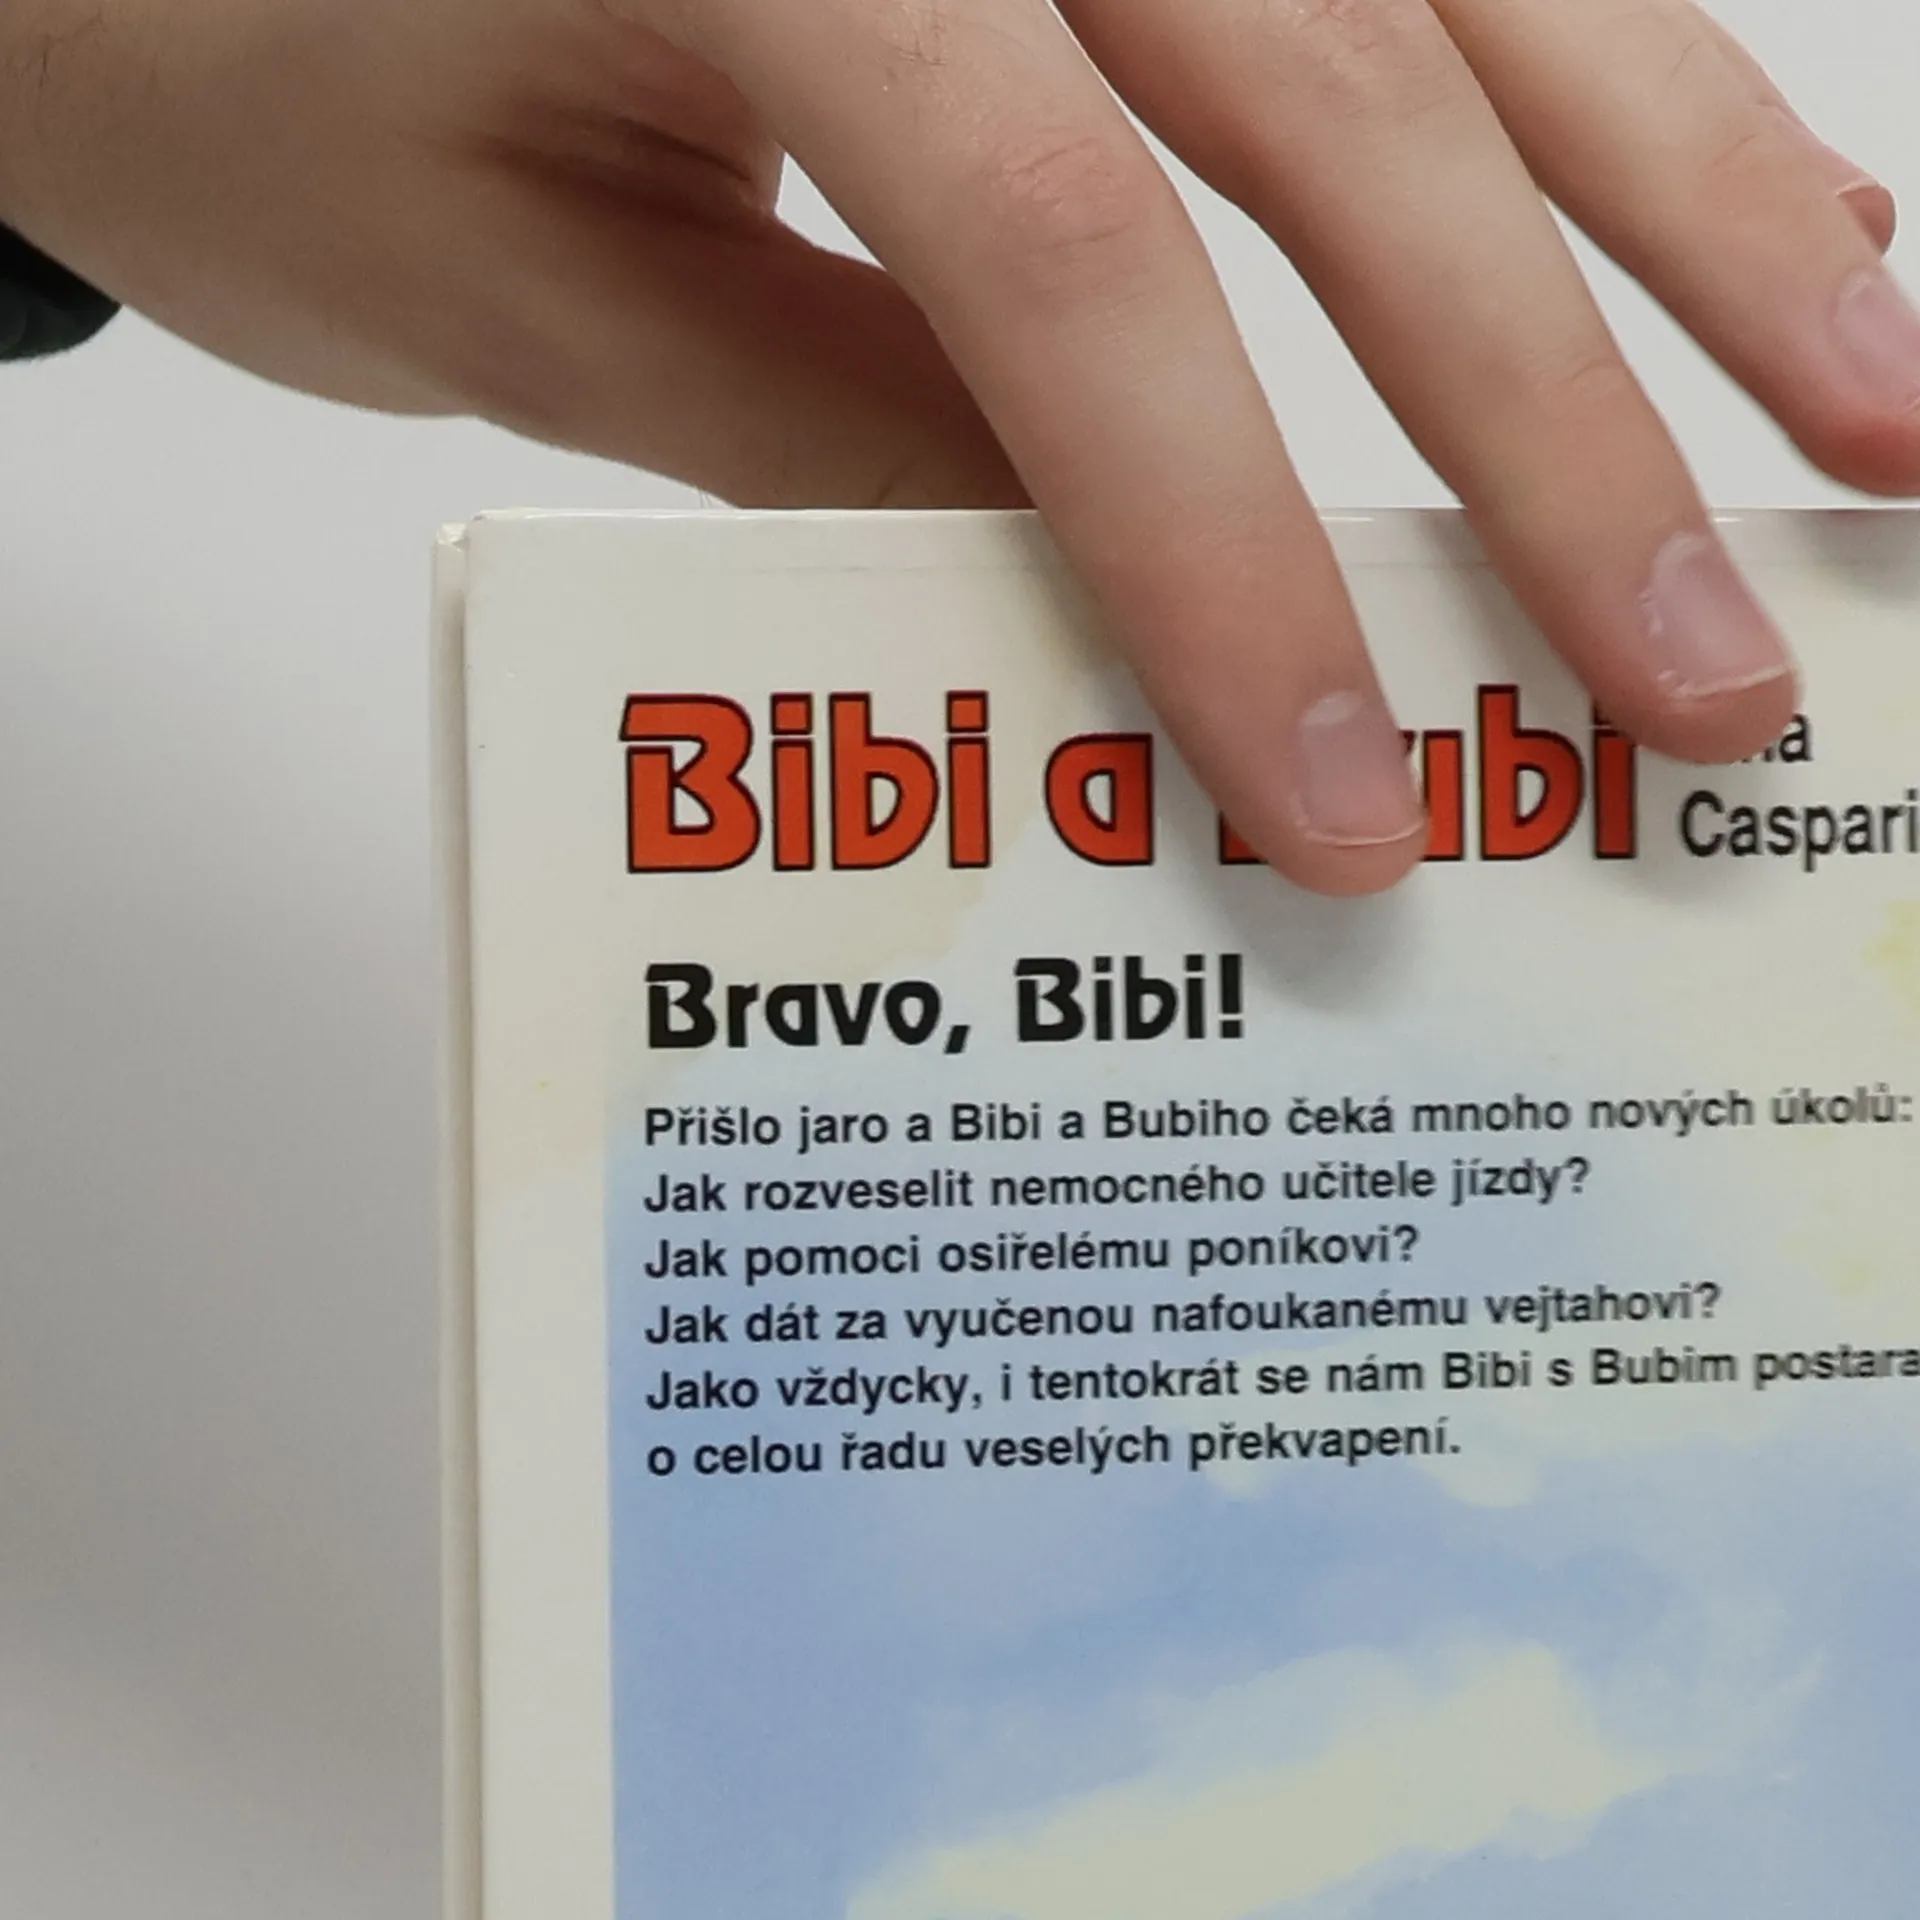 Bibi a
Caspari
Bravo, Bibi!
Přišlo jaro a Bibi a Bubiho čeká mnoho nových úkolů:
Jak rozveselit nemocného učitele jízdy?
Jak pomoci osiřelému poníkovi?
Jak dát za vyučenou nafoukanému vejtahovi?
Jako vždycky, i tentokrát se nám Bibi s Bubim
o celou řadu veselých překvapení.